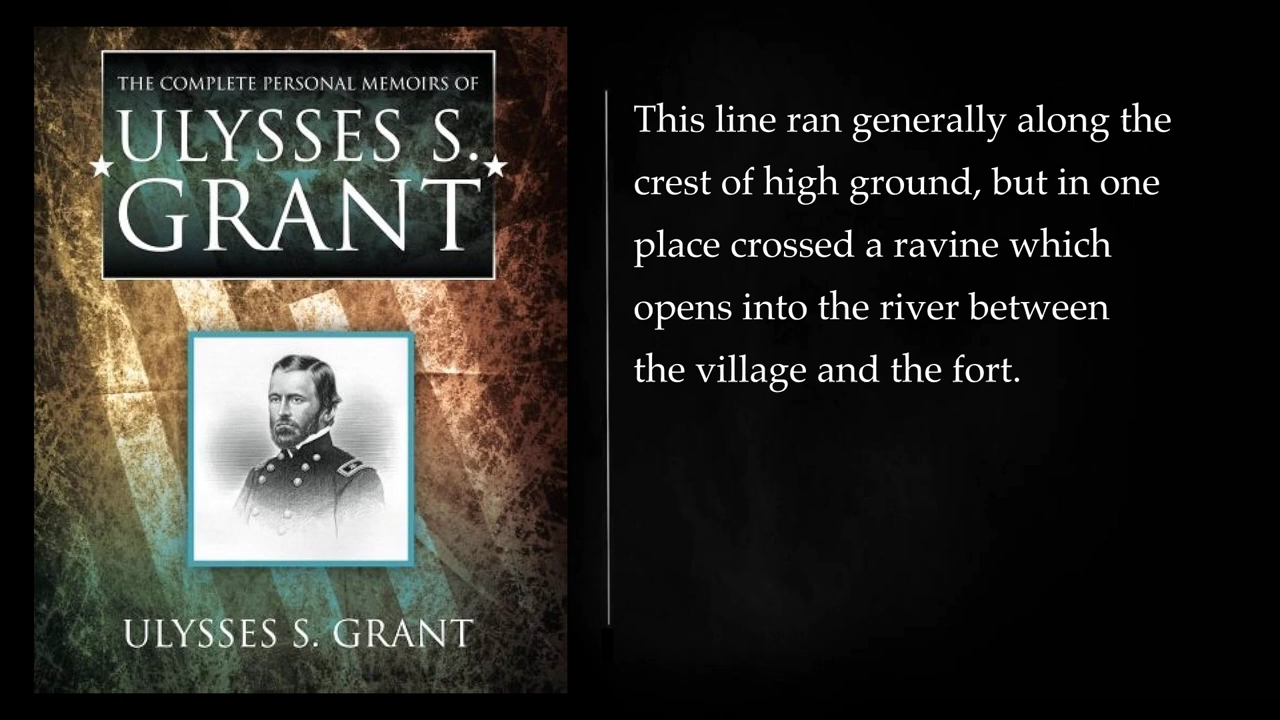 THE COMPLETE PERSONAL MEMOIRS OF
ULYSSES S.
GRANT
ULYSSES S. GRANT
This line ran generally along the
crest of high ground, but in one
place crossed a ravine which
opens into the river between
the village and the fort.